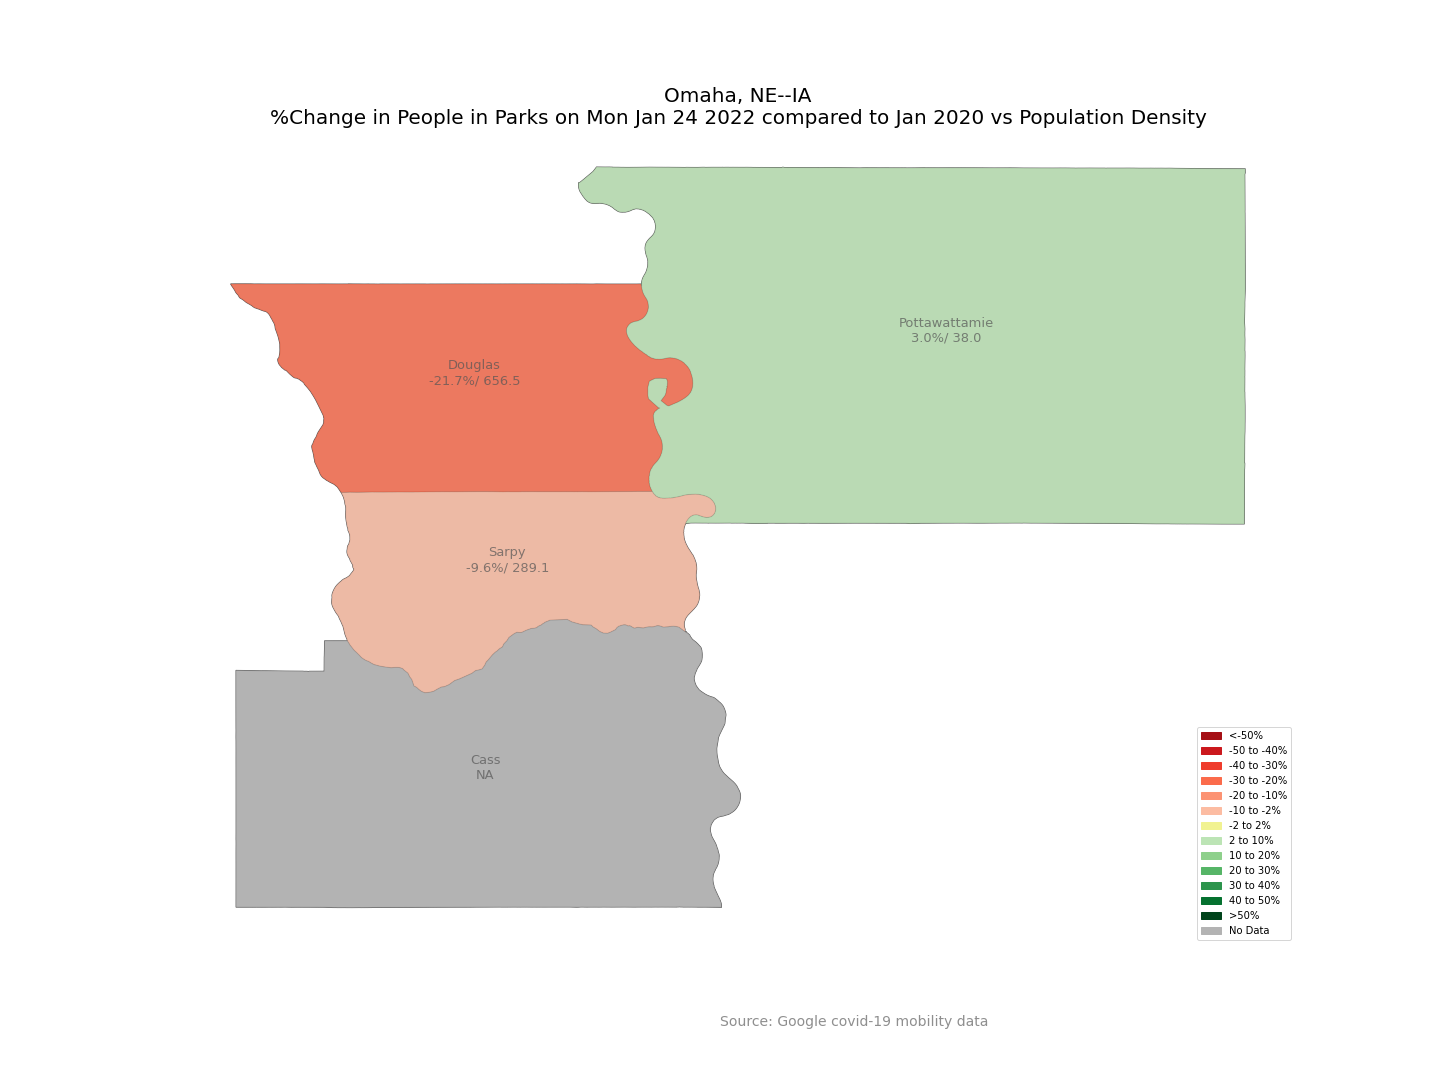 Omaha, NE--IA
%Change in People in Parks on Mon Jan 24 2022 compared to Jan 2020 vs Population Density
Pottawattamie
3.0%/ 38.0
Douglas
-21.7%/ 656.5
Sarpy
-9.6%/ 289.1
Cass
NA
<-50%
-50 to -40%
-40 to -30%
-30 to -20%
-20 to -10%
-10 to -2%
-2 to 2%
2 to 10%
10 to 20%
20 to 30%
30 to 40%
40 to 50%
>50%
No Data
Source: Google covid-19 mobility data